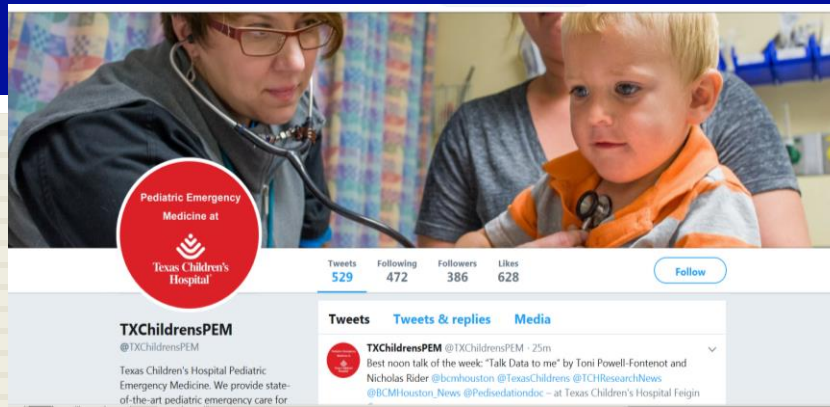 Pediatric Emergency
Medicine at
Texas Children's
Hospital
Tweets Following Followers Likes
529 472 386 628
Follow
TXChildrensPEM
@TXChildrensPEM
Texas Children's Hospital Pediatric
Emergency Medicine. We provide state-
of-the-art pediatric emergency care for
Tweets Tweets & replies Media
TXChildrensPEM @TXChildrensPEM · 25m
Best noon talk of the week: "Talk Data to me" by Toni Powell-Fontenot and
Nicholas Rider @bcmhouston @TexasChildrens @TCHResearchNews
@BCMHouston_News @Pedisedationdoc – at Texas Children's Hospital Feigin